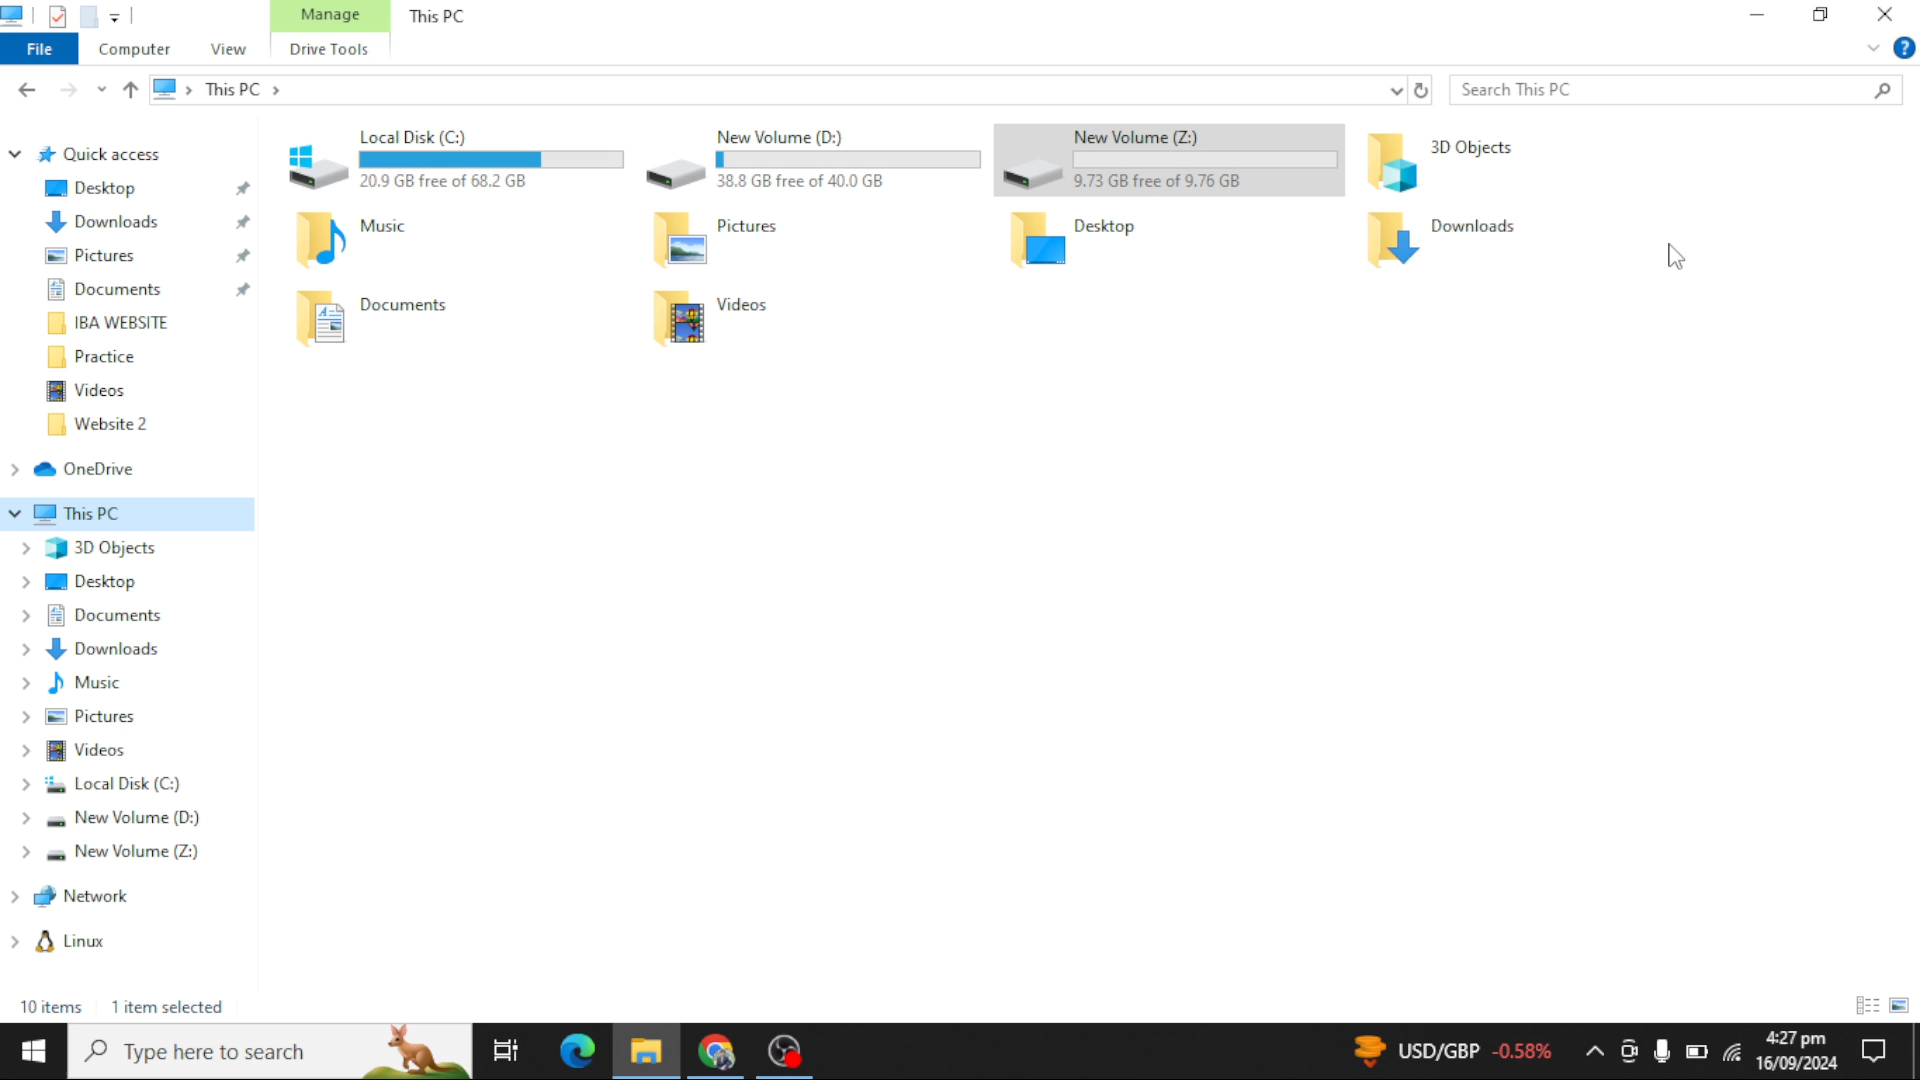 Manage
This PC
File
Computer
View
Drive Tools
This PC
Search This PC
Quick access
Desktop
Downloads
Pictures
Documents
IBA WEBSITE
Practice
Videos
Website 2
OneDrive
This PC
3D Objects
Desktop
Documents
Downloads
Music
Pictures
Videos
Local Disk (C:)
New Volume (D:)
New Volume (Z:)
Network
Linux
Local Disk (C:)
20.9 GB free of 68.2 GB
New Volume (D:)
38.8 GB free of 40.0 GB
New Volume (Z:)
9.73 GB free of 9.76 GB
3D Objects
Music
Pictures
Desktop
Downloads
Documents
Videos
10 items
1 item selected
Type here to search
USD/GBP -0.58%
4:27 pm
16/09/2024